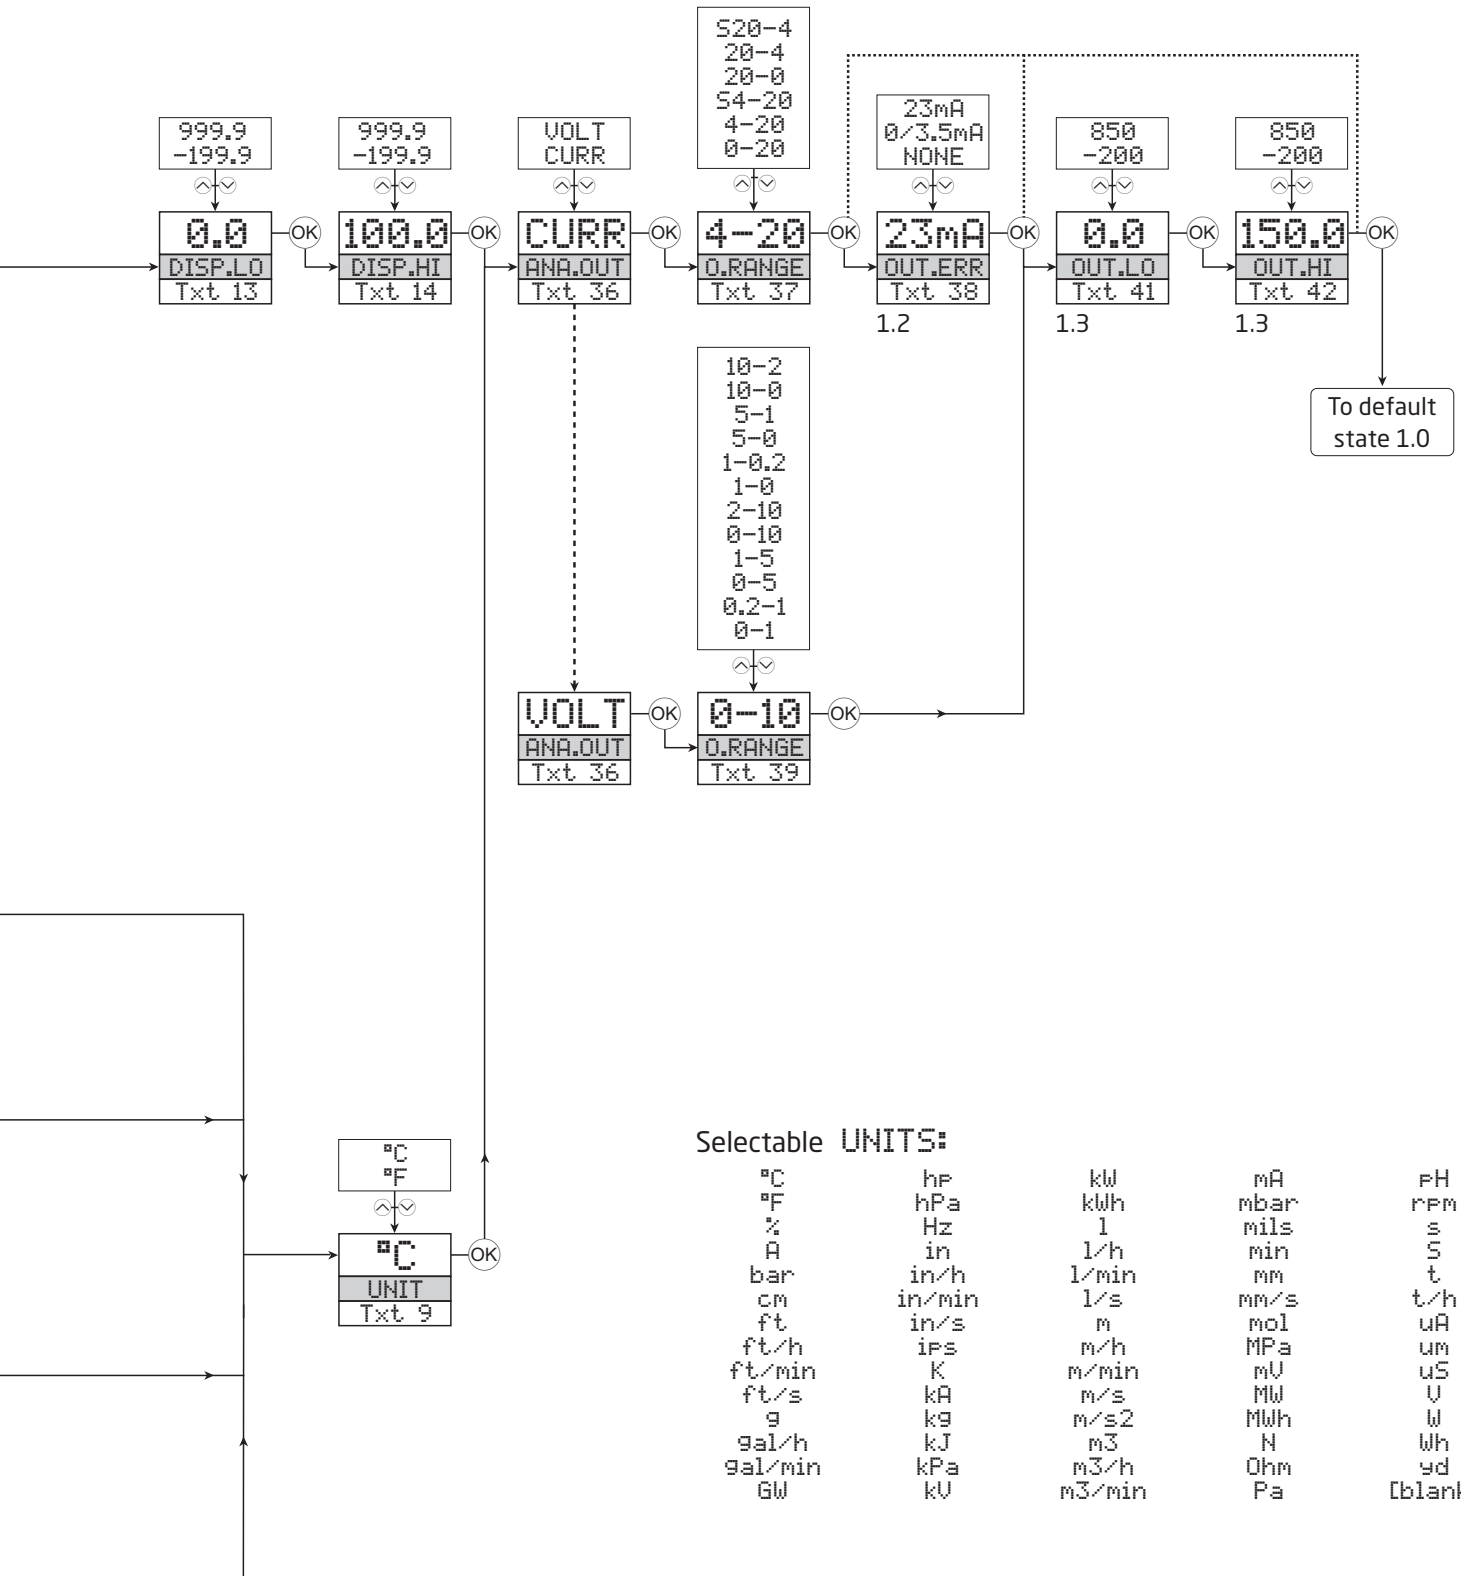 S20-4
20-4
20-0
S4-20
4-20
0-20
999.9
-199.9
999.9
-199.9
VOLT
CURR
23mA
0/3.5mA
NONE
850
-200
850
-200
0.0
OK
100.0
OK
CURR
OK
4-20
OK
23mA
OK
0.0
OK
150.0
OK
DISP.LO
DISP.HI
ANA.OUT
O.RANGE
OUT.ERR
OUT.LO
OUT.HI
Txt 13
Txt 14
Txt 36
Txt 37
Txt 38
Txt 41
Txt 42
1.2
1.3
1.3
10-2
10-0
5-1
5-0
1-0.2
1-0
2-10
0-10
1-5
0-5
0.2-1
0-1
To default
state 1.0
VOLT
OK
0-10
OK
ANA.OUT
O.RANGE
Txt 36
Txt 39
°C
°F
°C
OK
UNIT
Txt 9
Selectable UNITS:
°C hp kW mA pH
°F hPa kWh mbar rpm
% Hz l mils s
A in l/h min S
bar in/h l/min mm t
cm in/min l/s mm/s t/h
ft in/s m mol uA
ft/h ips m/h MPa um
ft/min K m/min mV uS
ft/s kA m/s MW V
g kg m/s2 MWh W
gal/h kJ m3 N Wh
gal/min kPa m3/h Ohm yd
GW kV m3/min Pa [blank